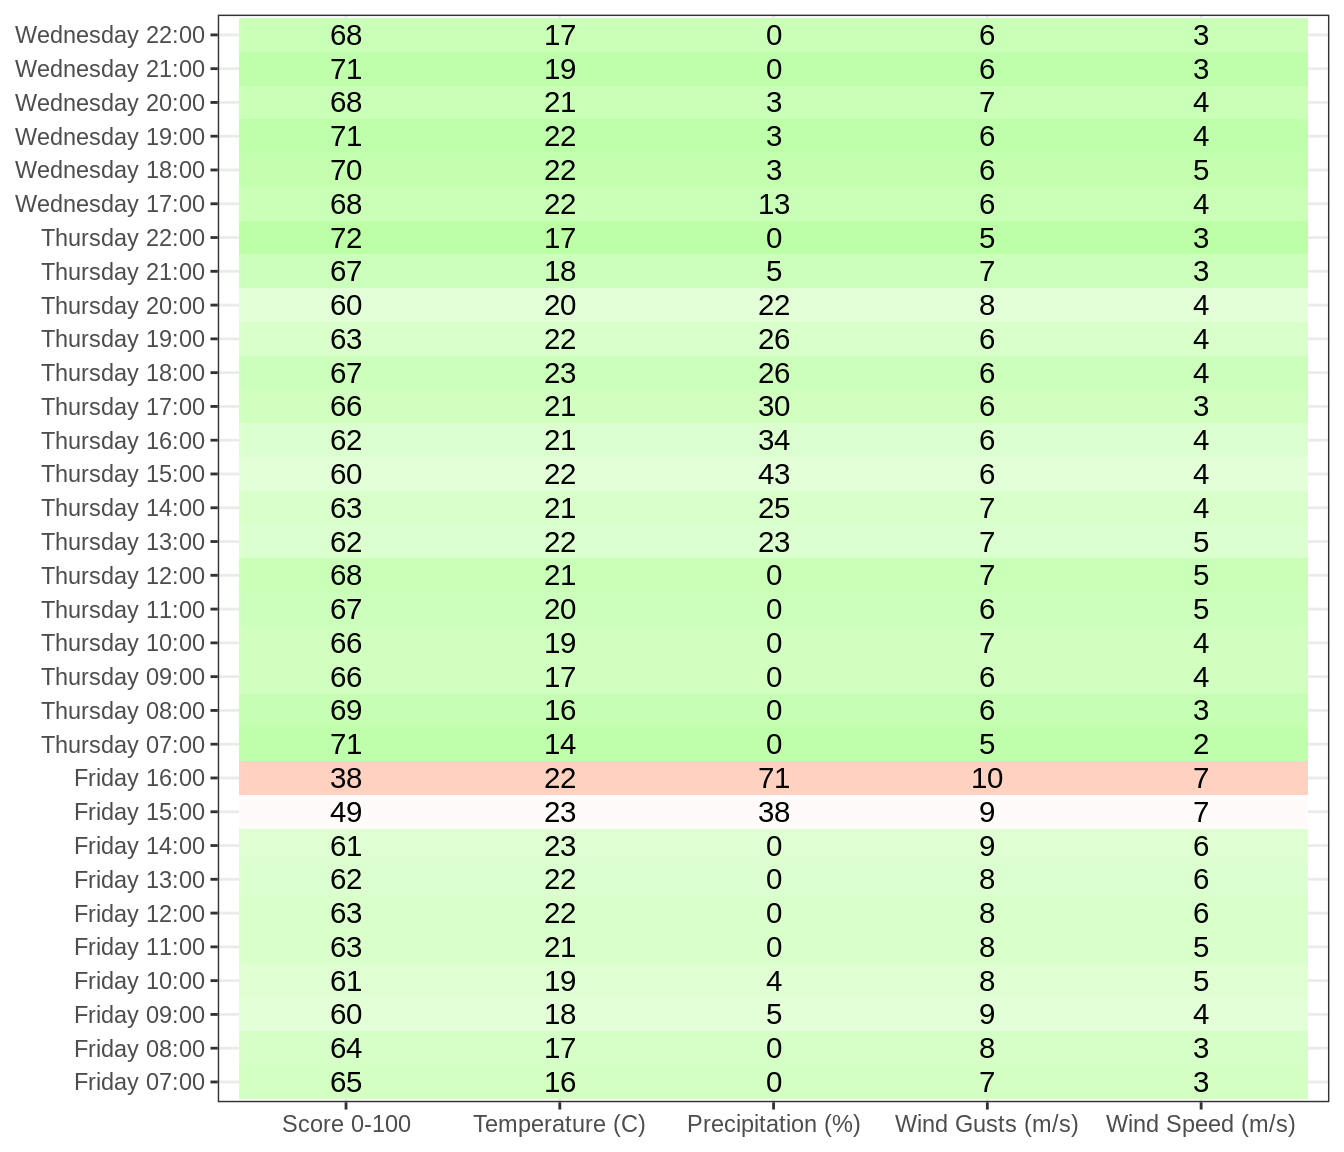 Wednesday 22:00 68 17 0 6 3
Wednesday 21:00 71 19 0 6 3
Wednesday 20:00 68 21 3 7 4
Wednesday 19:00 71 22 3 6 4
Wednesday 18:00 70 22 3 6 5
Wednesday 17:00 68 22 13 6 4
Thursday 22:00 72 17 0 5 3
Thursday 21:00 67 18 5 7 3
Thursday 20:00 60 20 22 8 4
Thursday 19:00 63 22 26 6 4
Thursday 18:00 67 23 26 6 4
Thursday 17:00 66 21 30 6 3
Thursday 16:00 62 21 34 6 4
Thursday 15:00 60 22 43 6 4
Thursday 14:00 63 21 25 7 4
Thursday 13:00 62 22 23 7 5
Thursday 12:00 68 21 0 7 5
Thursday 11:00 67 20 0 6 5
Thursday 10:00 66 19 0 7 4
Thursday 09:00 66 17 0 6 4
Thursday 08:00 69 16 0 6 3
Thursday 07:00 71 14 0 5 2
Friday 16:00 38 22 71 10 7
Friday 15:00 49 23 38 9 7
Friday 14:00 61 23 0 9 6
Friday 13:00 62 22 0 8 6
Friday 12:00 63 22 0 8 6
Friday 11:00 63 21 0 8 5
Friday 10:00 61 19 4 8 5
Friday 09:00 60 18 5 9 4
Friday 08:00 64 17 0 8 3
Friday 07:00 65 16 0 7 3
Score 0-100 Temperature (C) Precipitation (%) Wind Gusts (m/s) Wind Speed (m/s)